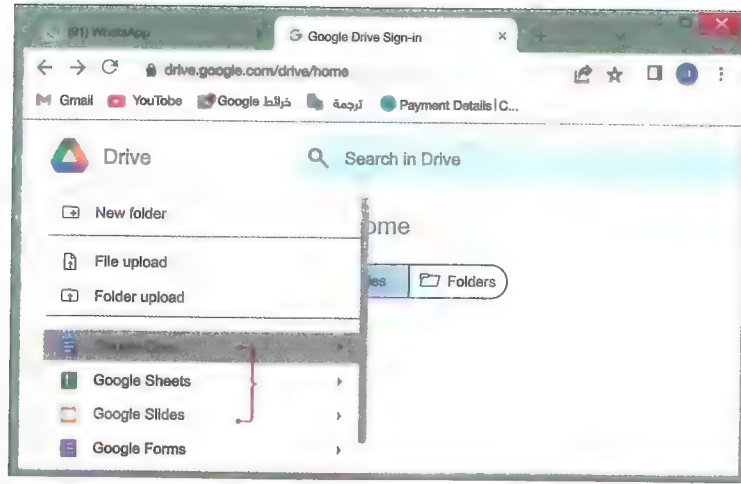 (91) WhatsApp
Google Drive Sign-in
drive.google.com/drive/home
Gmail YouTobe Google خرائط ترجمة Payment Details | C...
Drive
Search in Drive
New folder
ome
File upload
les Folders
Folder upload
Google Sheets
Google Slides
Google Forms